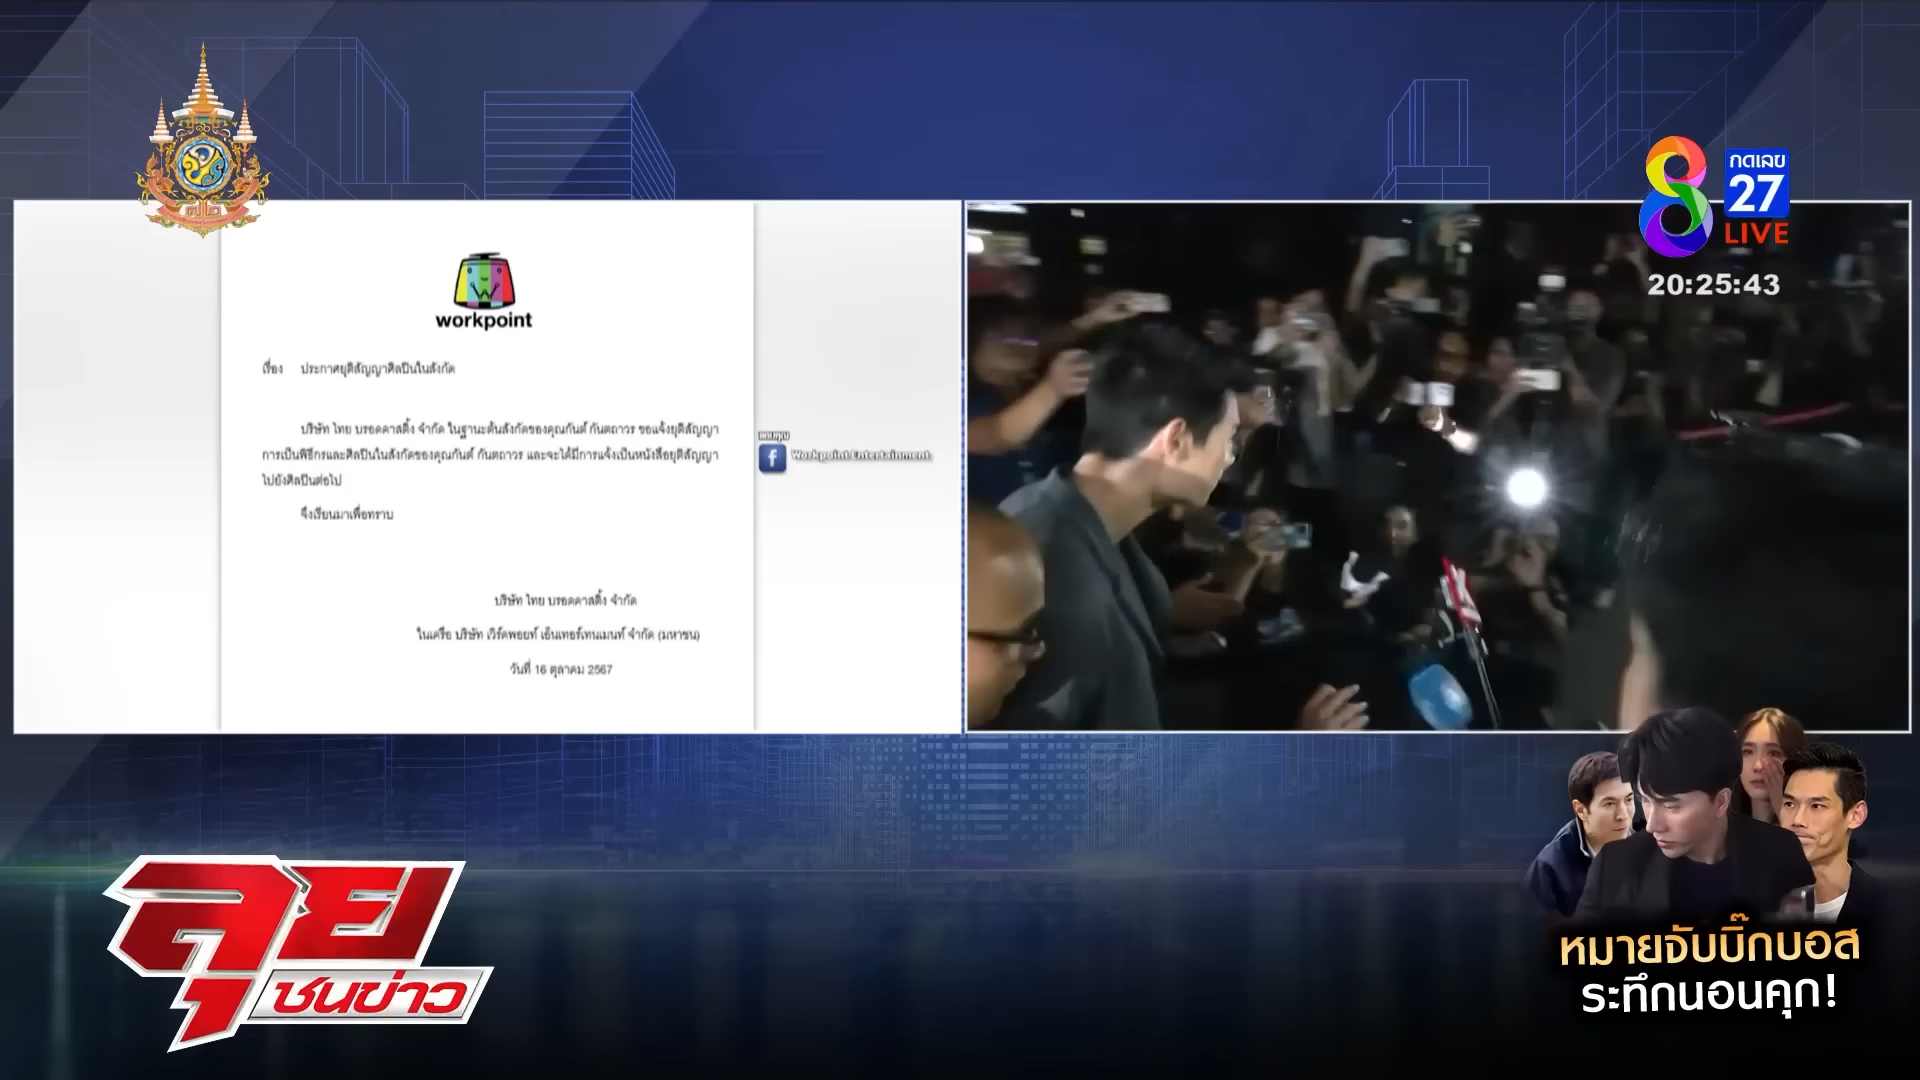 workpoint
เรื่อง ประกาศยุติสัญญาศิลปินในสังกัด
บริษัท ไทย บรอดคาสติ้ง จำกัด ในฐานะต้นสังกัดของคุณกันต์ กันตถาวร ขอแจ้งยุติสัญญา
การเป็นพิธีกรและศิลปินในสังกัดของคุณกันต์ กันตถาวร และจะได้มีการแจ้งเป็นหนังสือยุติสัญญา
ไปยังศิลปินต่อไป
จึงเรียนมาเพื่อทราบ
บริษัท ไทย บรอดคาสติ้ง จำกัด
ในเครือ บริษัท เวิร์คพอยท์ เอ็นเทอร์เทนเมนท์ จำกัด (มหาชน)
วันที่ 16 ตุลาคม 2567
Workpoint Entertainment
8
กดเลข
27
LIVE
20:25:43
ลุย
ชนข่าว
หมายจับบิ๊กบอส
ระทึกนอนคุก!